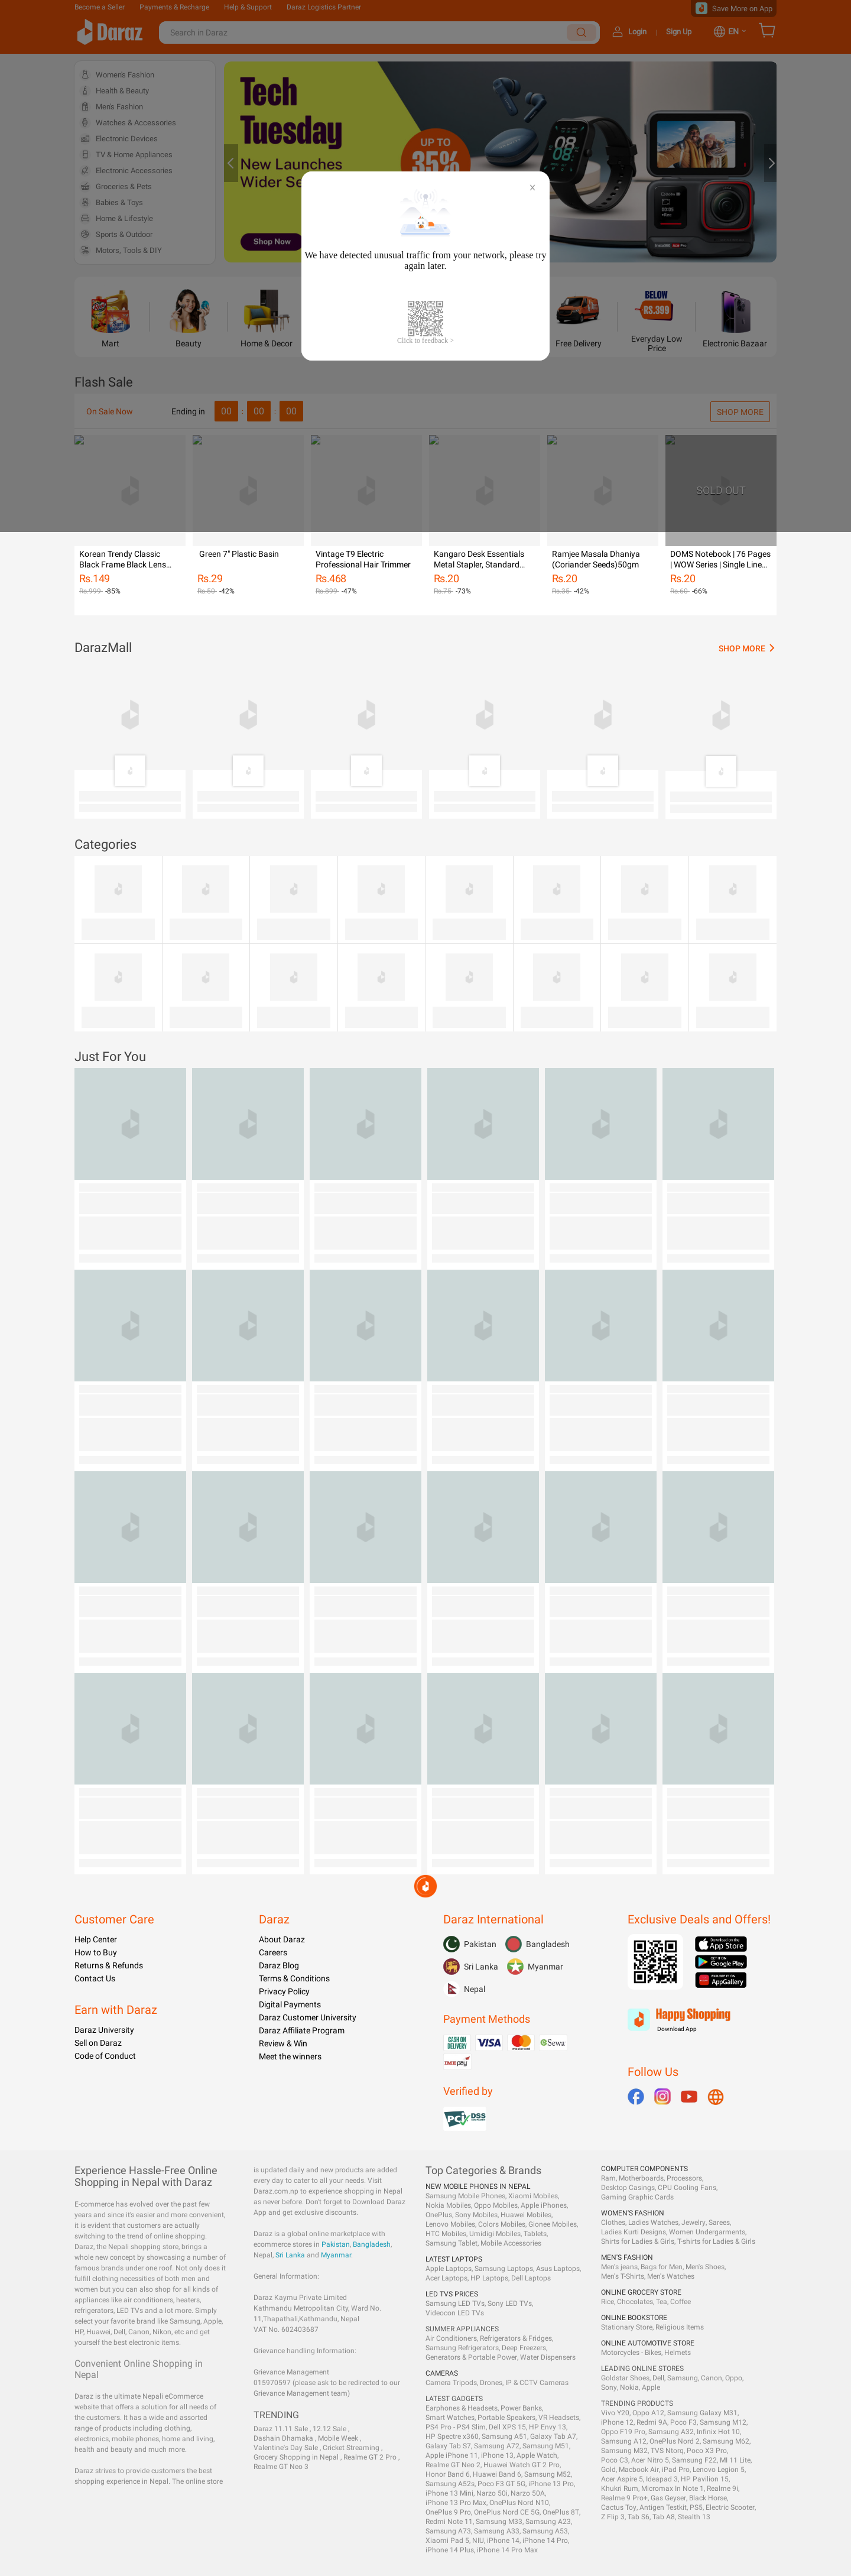 Become a Seller Payments & Recharge Help & Support Daraz Logistics Partner Save More on App
Daraz Search in Daraz Login | Sign Up EN
Women's Fashion
Health & Beauty
Men's Fashion
Watches & Accessories
Electronic Devices
TV & Home Appliances
Electronic Accessories
Groceries & Pets
Babies & Toys
Home & Lifestyle
Sports & Outdoor
Motors, Tools & DIY
Tech
Tuesday
New Launches
Wider Se
UP TO
35%
Shop Now
X
We have detected unusual traffic from your network, please try
again later.
Click to feedback >
Mart
Beauty
Home & Decor
Free Delivery
BELOW
RS.399
Everyday Low
Price
Electronic Bazaar
Flash Sale
On Sale Now Ending in 00 00 00 SHOP MORE
SOLD OUT
Korean Trendy Classic
Black Frame Black Lens...
Rs.149
Rs.999 -85%
Green 7" Plastic Basin
Rs.29
Rs.50 -42%
Vintage T9 Electric
Professional Hair Trimmer
Rs.468
Rs.899 -47%
Kangaro Desk Essentials
Metal Stapler, Standard...
Rs.20
Rs.75 -73%
Ramjee Masala Dhaniya
(Coriander Seeds)50gm
Rs.20
Rs.35 -42%
DOMS Notebook | 76 Pages
| WOW Series | Single Line...
Rs.20
Rs.60 -66%
DarazMall SHOP MORE
Categories
Just For You
Customer Care
Help Center
How to Buy
Returns & Refunds
Contact Us
Earn with Daraz
Daraz University
Sell on Daraz
Code of Conduct
Daraz
About Daraz
Careers
Daraz Blog
Terms & Conditions
Privacy Policy
Digital Payments
Daraz Customer University
Daraz Affiliate Program
Review & Win
Meet the winners
Daraz International
Pakistan Bangladesh
Sri Lanka Myanmar
Nepal
Payment Methods
CASH ON DELIVERY VISA mastercard eSewa
IMEpay
Verified by
PCI DSS
Exclusive Deals and Offers!
Download on the
App Store
GET IT ON
Google Play
EXPLORE IT ON
AppGallery
Happy Shopping
Download App
Follow Us
Experience Hassle-Free Online
Shopping in Nepal with Daraz
E-commerce has evolved over the past few
years and since it's easier and more convenient,
it is evident that customers are actually
switching to the trend of online shopping.
Daraz, the Nepali shopping store, brings a
whole new concept by showcasing a number of
famous brands under one roof. Not only does it
fulfill clothing necessities of both men and
women but you can also shop for all kinds of
appliances like air conditioners, heaters,
refrigerators, LED TVs and a lot more. Simply
select your favorite brand like Samsung, Apple,
HP, Huawei, Dell, Canon, Nikon, etc and get
yourself the best electronic items.
Convenient Online Shopping in
Nepal
Daraz is the ultimate Nepali eCommerce
website that offers a solution for all needs of
the customers. It has a wide and assorted
range of products including clothing,
electronics, mobile phones, home and living,
health and beauty and much more.
Daraz strives to provide customers the best
shopping experience in Nepal. The online store
is updated daily and new products are added
every day to cater to all your needs. Visit
Daraz.com.np to experience shopping in Nepal
as never before. Don't forget to Download Daraz
App and get exclusive discounts.
Daraz is a global online marketplace with
ecommerce stores in Pakistan, Bangladesh,
Nepal, Sri Lanka and Myanmar.
General Information:
Daraz Kaymu Private Limited
Kathmandu Metropolitan City, Ward No.
11,Thapathali,Kathmandu, Nepal
VAT No. 602403687
Grievance handling Information:
Grievance Management
015970597 (please ask to be redirected to our
Grievance Management team)
TRENDING
Daraz 11.11 Sale , 12.12 Sale ,
Dashain Dhamaka , Mobile Week ,
Valentine's Day Sale , Cricket Streaming ,
Grocery Shopping in Nepal , Realme GT 2 Pro ,
Realme GT Neo 3
Top Categories & Brands
NEW MOBILE PHONES IN NEPAL
Samsung Mobile Phones, Xiaomi Mobiles,
Nokia Mobiles, Oppo Mobiles, Apple iPhones,
OnePlus, Sony Mobiles, Huawei Mobiles,
Lenovo Mobiles, Colors Mobiles, Gionee Mobiles,
HTC Mobiles, Umidigi Mobiles, Tablets,
Samsung Tablet, Mobile Accessories
LATEST LAPTOPS
Apple Laptops, Samsung Laptops, Asus Laptops,
Acer Laptops, HP Laptops, Dell Laptops
LED TVS PRICES
Samsung LED TVs, Sony LED TVs,
Videocon LED TVs
SUMMER APPLIANCES
Air Conditioners, Refrigerators & Fridges,
Samsung Refrigerators, Deep Freezers,
Generators & Portable Power, Water Dispensers
CAMERAS
Camera Tripods, Drones, IP & CCTV Cameras
LATEST GADGETS
Earphones & Headsets, Power Banks,
Smart Watches, Portable Speakers, VR Headsets,
PS4 Pro - PS4 Slim, Dell XPS 15, HP Envy 13,
HP Spectre x360, Samsung A51, Galaxy Tab A7,
Galaxy Tab S7, Samsung A72, Samsung M51,
Apple iPhone 11, iPhone 13, Apple Watch,
Realme GT Neo 2, Huawei Watch GT 2 Pro,
Honor Band 6, Huawei Band 6, Samsung M52,
Samsung A52s, Poco F3 GT 5G, iPhone 13 Pro,
iPhone 13 Mini, Narzo 50i, Narzo 50A,
iPhone 13 Pro Max, OnePlus Nord N10,
OnePlus 9 Pro, OnePlus Nord CE 5G, OnePlus 8T,
Redmi Note 11, Samsung M33, Samsung A23,
Samsung A73, Samsung A33, Samsung A53,
Xiaomi Pad 5, NIU, iPhone 14, iPhone 14 Pro,
iPhone 14 Plus, iPhone 14 Pro Max
COMPUTER COMPONENTS
Ram, Motherboards, Processors,
Desktop Casings, CPU Cooling Fans,
Gaming Graphic Cards
WOMEN'S FASHION
Clothes, Ladies Watches, Jewelry, Sarees,
Ladies Kurti Designs, Women Undergarments,
Shirts for Ladies & Girls, T-shirts for Ladies & Girls
MEN'S FASHION
Men's jeans, Bags for Men, Men's Shoes,
Men's T-Shirts, Men's Watches
ONLINE GROCERY STORE
Rice, Chocolates, Tea, Coffee
ONLINE BOOKSTORE
Stationary Store, Religious Items
ONLINE AUTOMOTIVE STORE
Motorcycles - Bikes, Helmets
LEADING ONLINE STORES
Goldstar Shoes, Dell, Samsung, Canon, Oppo,
Sony, Nokia, Apple
TRENDING PRODUCTS
Vivo Y20, Oppo A12, Samsung Galaxy M31,
iPhone 12, Redmi 9A, Poco F3, Samsung M12,
Oppo F19 Pro, Samsung A32, Infinix Hot 10,
Samsung A12, OnePlus Nord 2, Samsung M62,
Samsung M32, TVS Ntorq, Poco X3 Pro,
Poco C3, Acer Nitro 5, Samsung F22, MI 11 Lite,
Gold, Macbook Air, iPad Pro, Lenovo Legion 5,
Acer Aspire 5, Ideapad 3, HP Pavilion 15,
Khukri Rum, Micromax In Note 1, Realme 9i,
Realme 9 Pro+, Gas Geyser, Black Horse,
Cactus Toy, Antigen Testkit, PS5, Electric Scooter,
Z Flip 3, Tab S6, Tab A8, Stealth 13